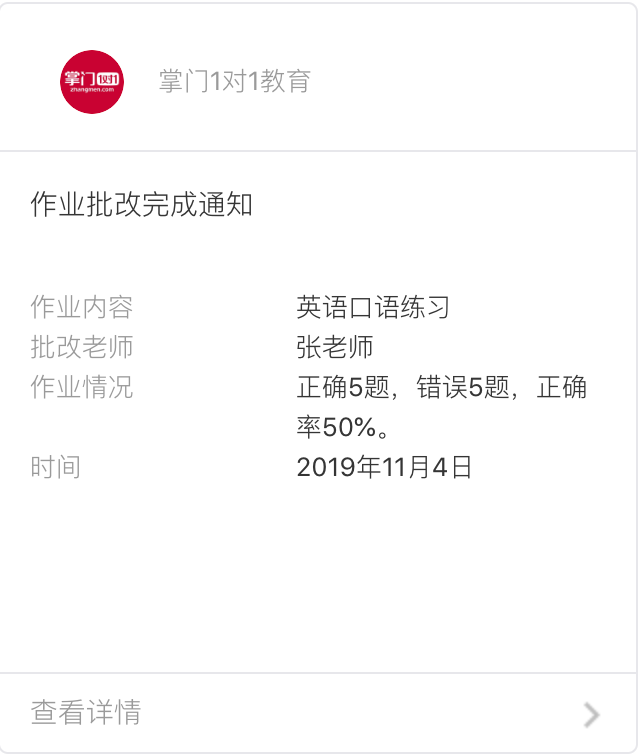 掌门1对1
zhangmen.com
掌门1对1教育
作业批改完成通知
作业内容 英语口语练习
批改老师 张老师
作业情况 正确5题，错误5题，正确
率50%。
时间 2019年11月4日
查看详情